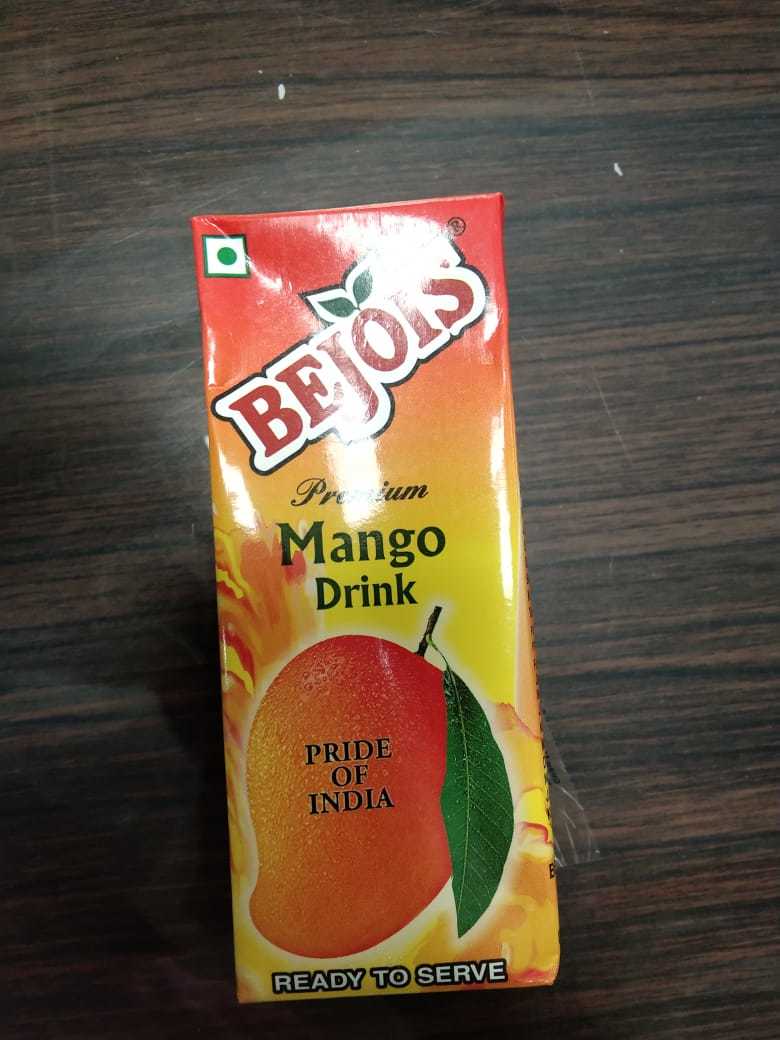 ®
BEJOIS
Premium
Mango
Drink
PRIDE
OF
INDIA
READY TO SERVE